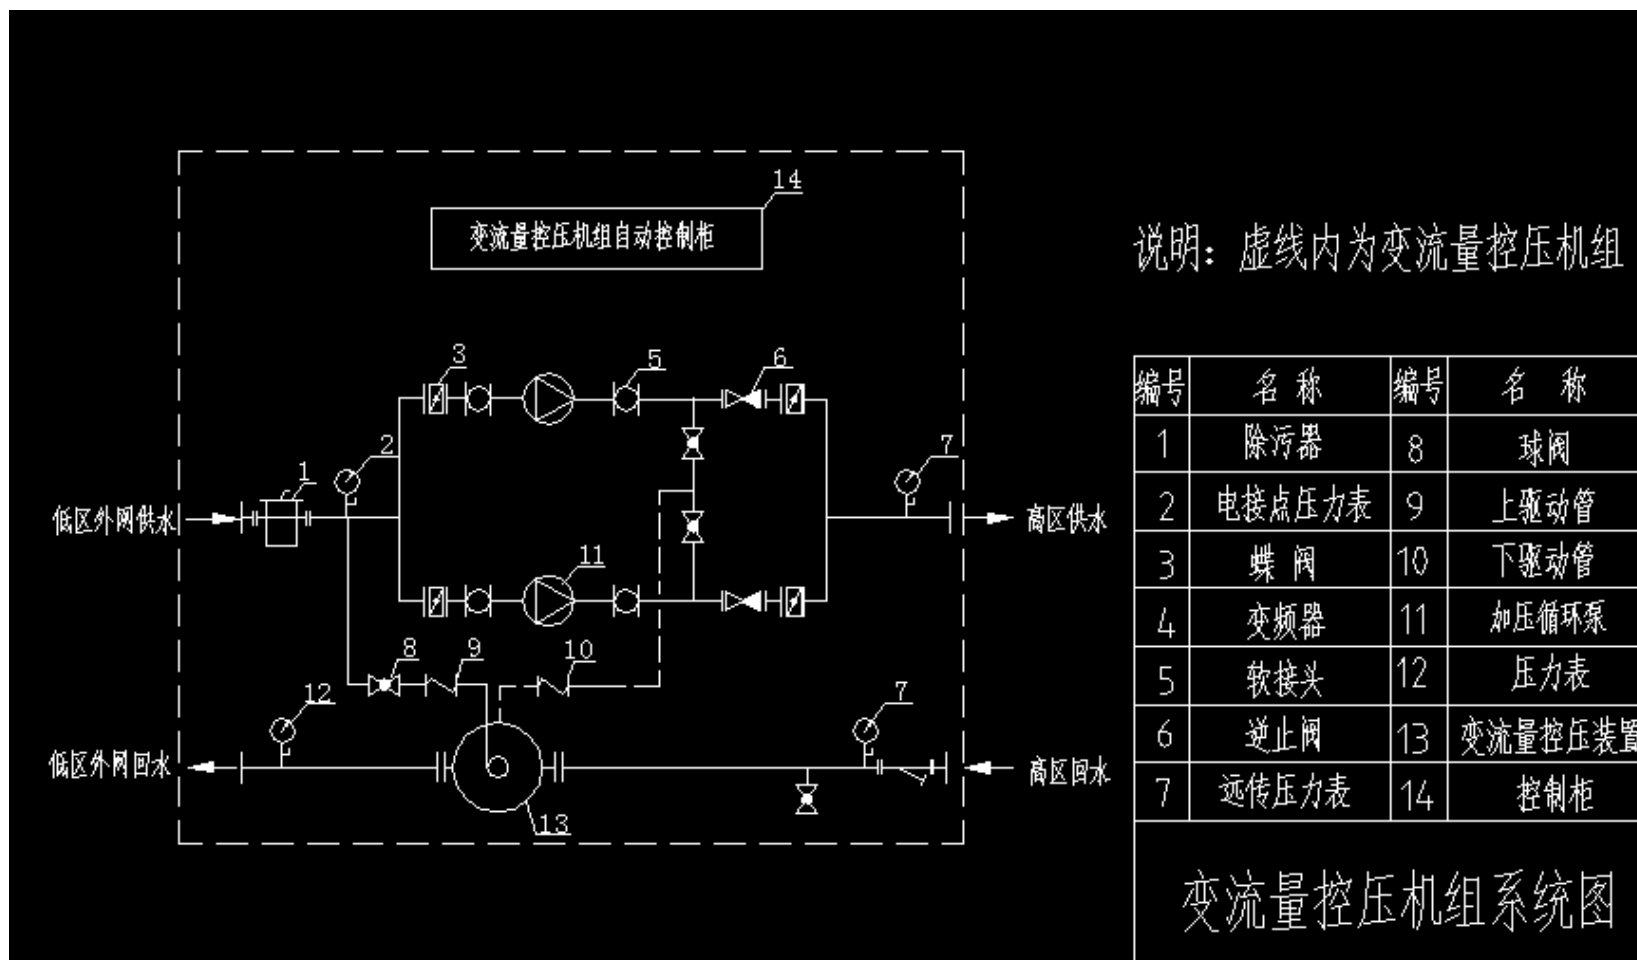 14
变流量控压机组自动控制柜
说明：虚线内为变流量控压机组
3
5
6
2
7
1
低区外网供水
高区供水
11
8
9
10
12
7
低区外网回水
高区回水
13
编号 名称 编号 名称
1 除污器 8 球阀
2 电接点压力表 9 上驱动管
3 蝶阀 10 下驱动管
4 变频器 11 加压循环泵
5 软接头 12 压力表
6 逆止阀 13 变流量控压装置
7 远传压力表 14 控制柜
变流量控压机组系统图